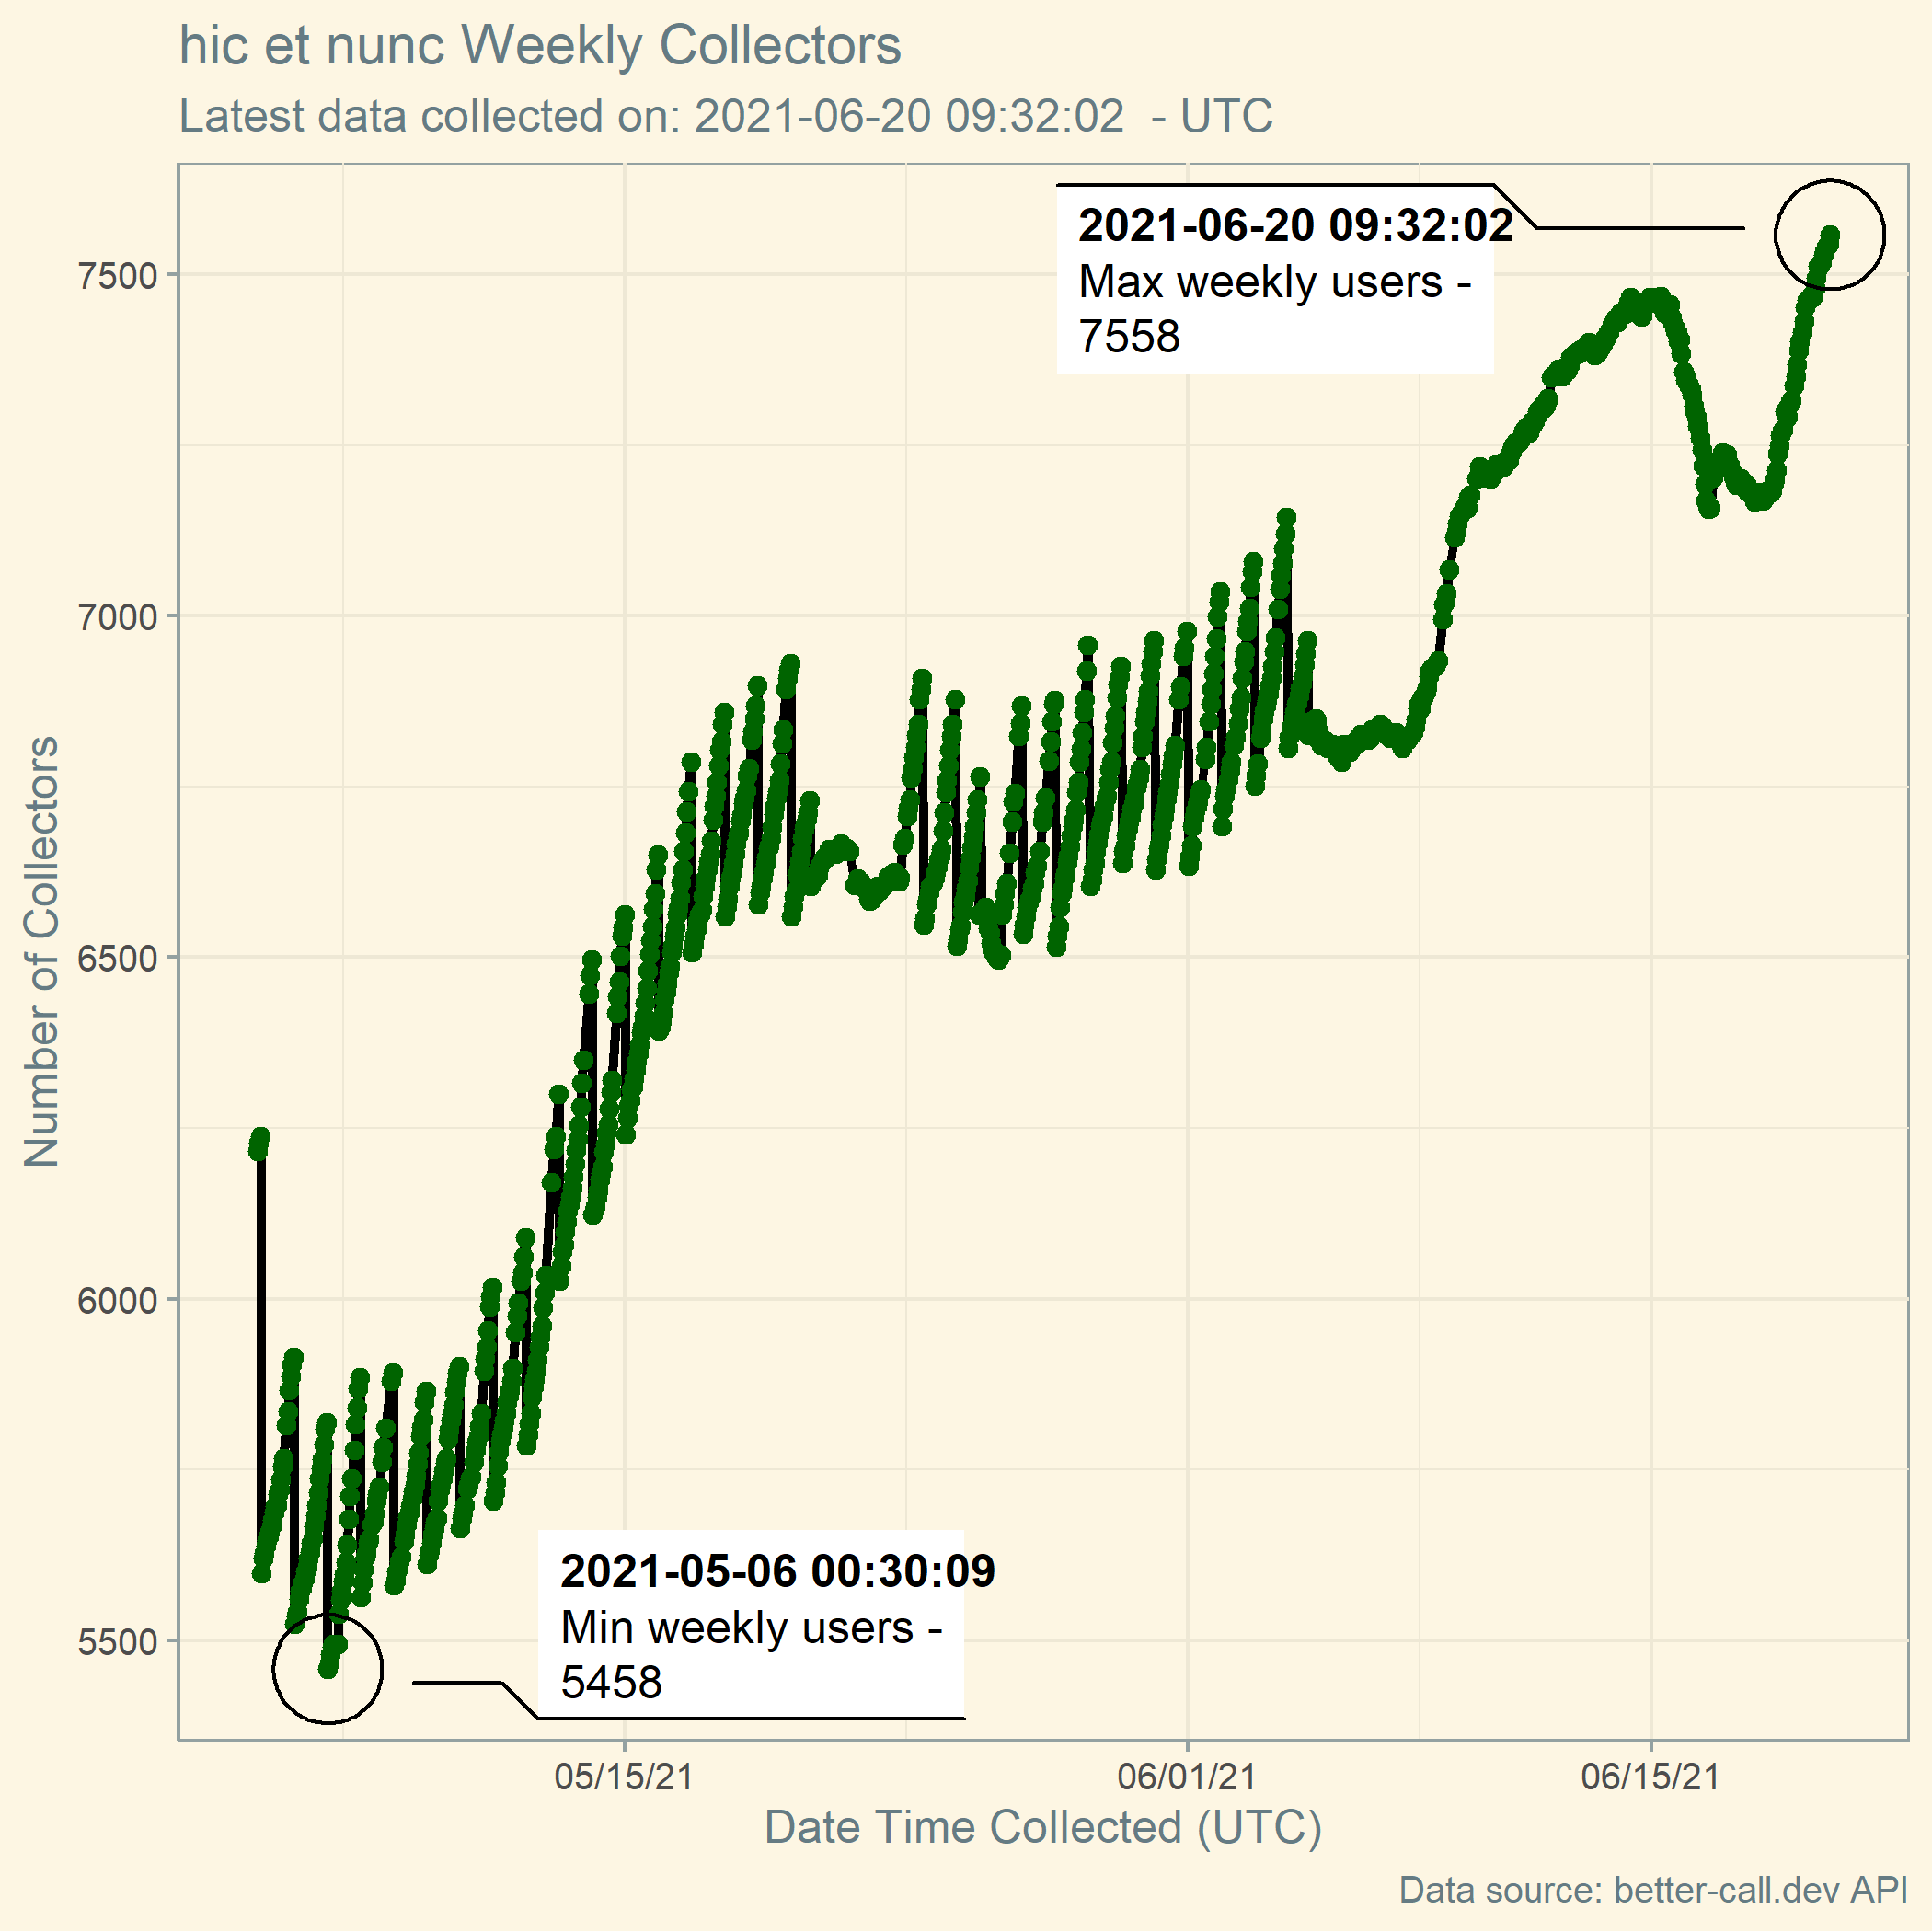 hic et nunc Weekly Collectors
Latest data collected on: 2021-06-20 09:32:02  - UTC
2021-06-20 09:32:02
Max weekly users -
7558
7500
7000
6500
6000
5500
Number of Collectors
2021-05-06 00:30:09
Min weekly users -
5458
05/15/21
06/01/21
06/15/21
Date Time Collected (UTC)
Data source: better-call.dev API